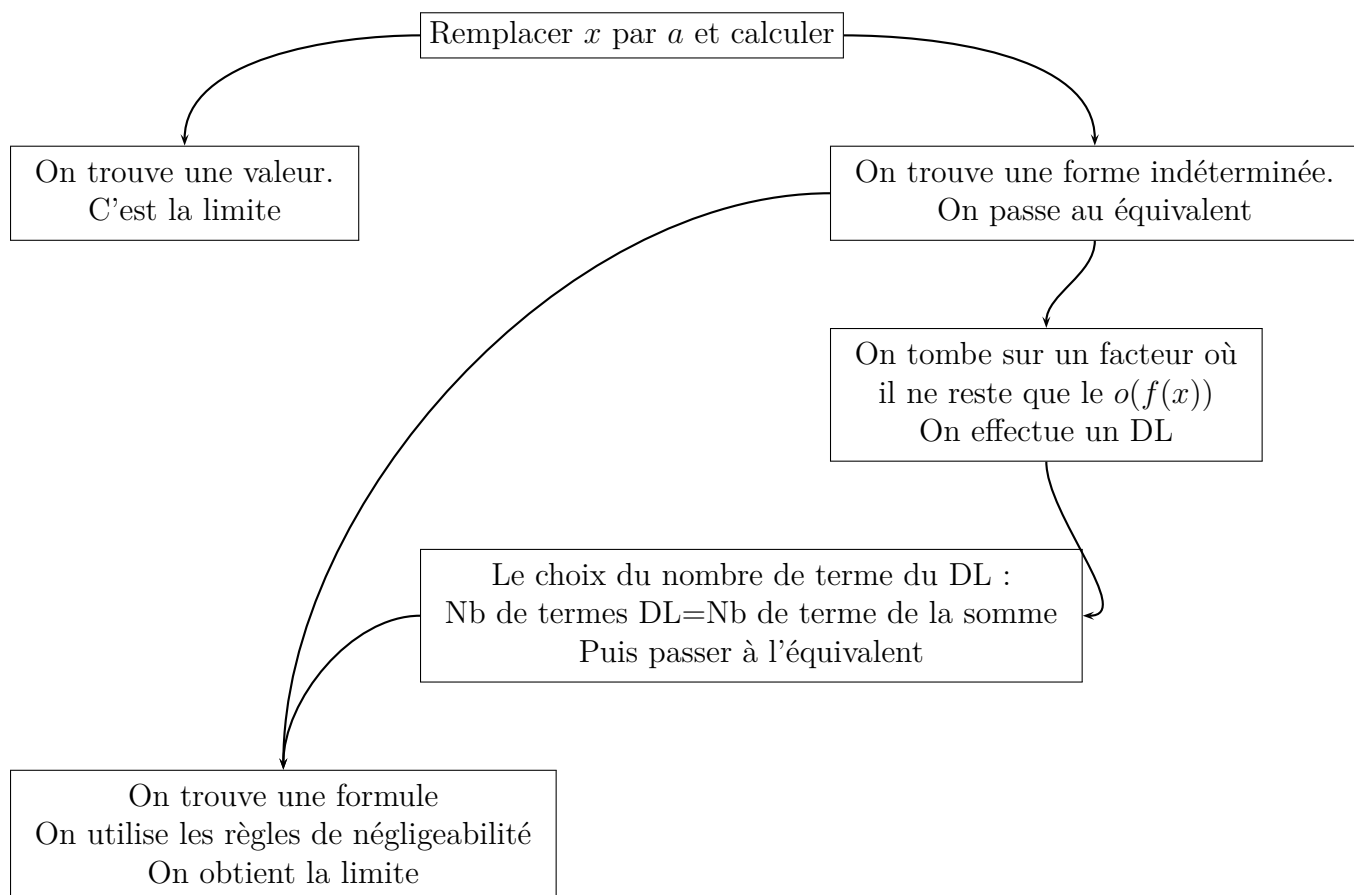 Remplacer x par a et calculer
On trouve une valeur.
C'est la limite
On trouve une forme indéterminée.
On passe au équivalent
On tombe sur un facteur où
il ne reste que le o(f(x))
On effectue un DL
Le choix du nombre de terme du DL :
Nb de termes DL=Nb de terme de la somme
Puis passer à l'équivalent
On trouve une formule
On utilise les règles de négligeabilité
On obtient la limite